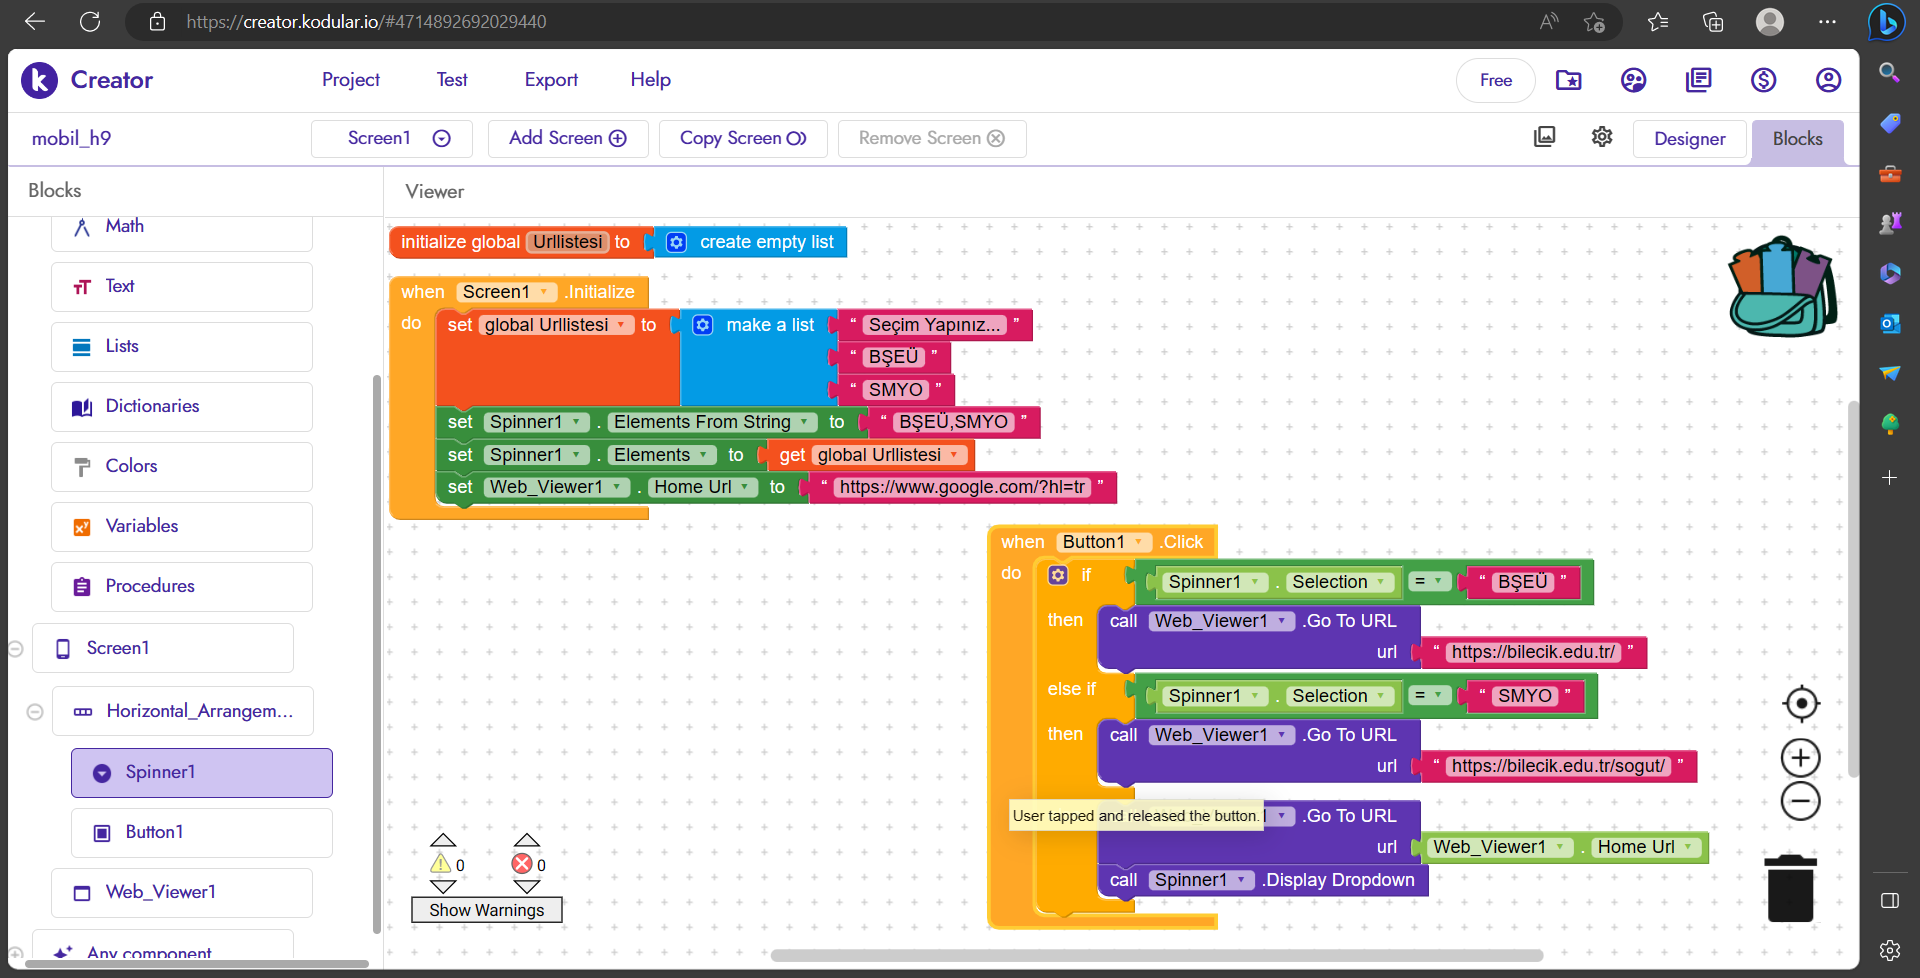 https://creator.kodular.io/#4714892692029440
Creator
Project
Test
Export
Help
Free
mobil_h9
Screen1
Add Screen
Copy Screen
Remove Screen
Designer
Blocks
Blocks
Viewer
Math
Text
Lists
Dictionaries
Colors
Variables
Procedures
Screen1
Horizontal_Arrangem...
Spinner1
Button1
Web_Viewer1
Any component
initialize global Urllistesi to create empty list
when Screen1 .Initialize
do set global Urllistesi to make a list “ Seçim Yapınız... ”
“ BŞEÜ ”
“ SMYO ”
set Spinner1 . Elements From String to “ BŞEÜ,SMYO ”
set Spinner1 . Elements to get global Urllistesi
set Web_Viewer1 . Home Url to “ https://www.google.com/?hl=tr ”
when Button1 .Click
do if Spinner1 . Selection = “ BŞEÜ ”
then call Web_Viewer1 .Go To URL
url “ https://bilecik.edu.tr/ ”
else if Spinner1 . Selection = “ SMYO ”
then call Web_Viewer1 .Go To URL
url “ https://bilecik.edu.tr/sogut/ ”
User tapped and released the button.
.Go To URL
url Web_Viewer1 . Home Url
call Spinner1 .Display Dropdown
0
0
Show Warnings